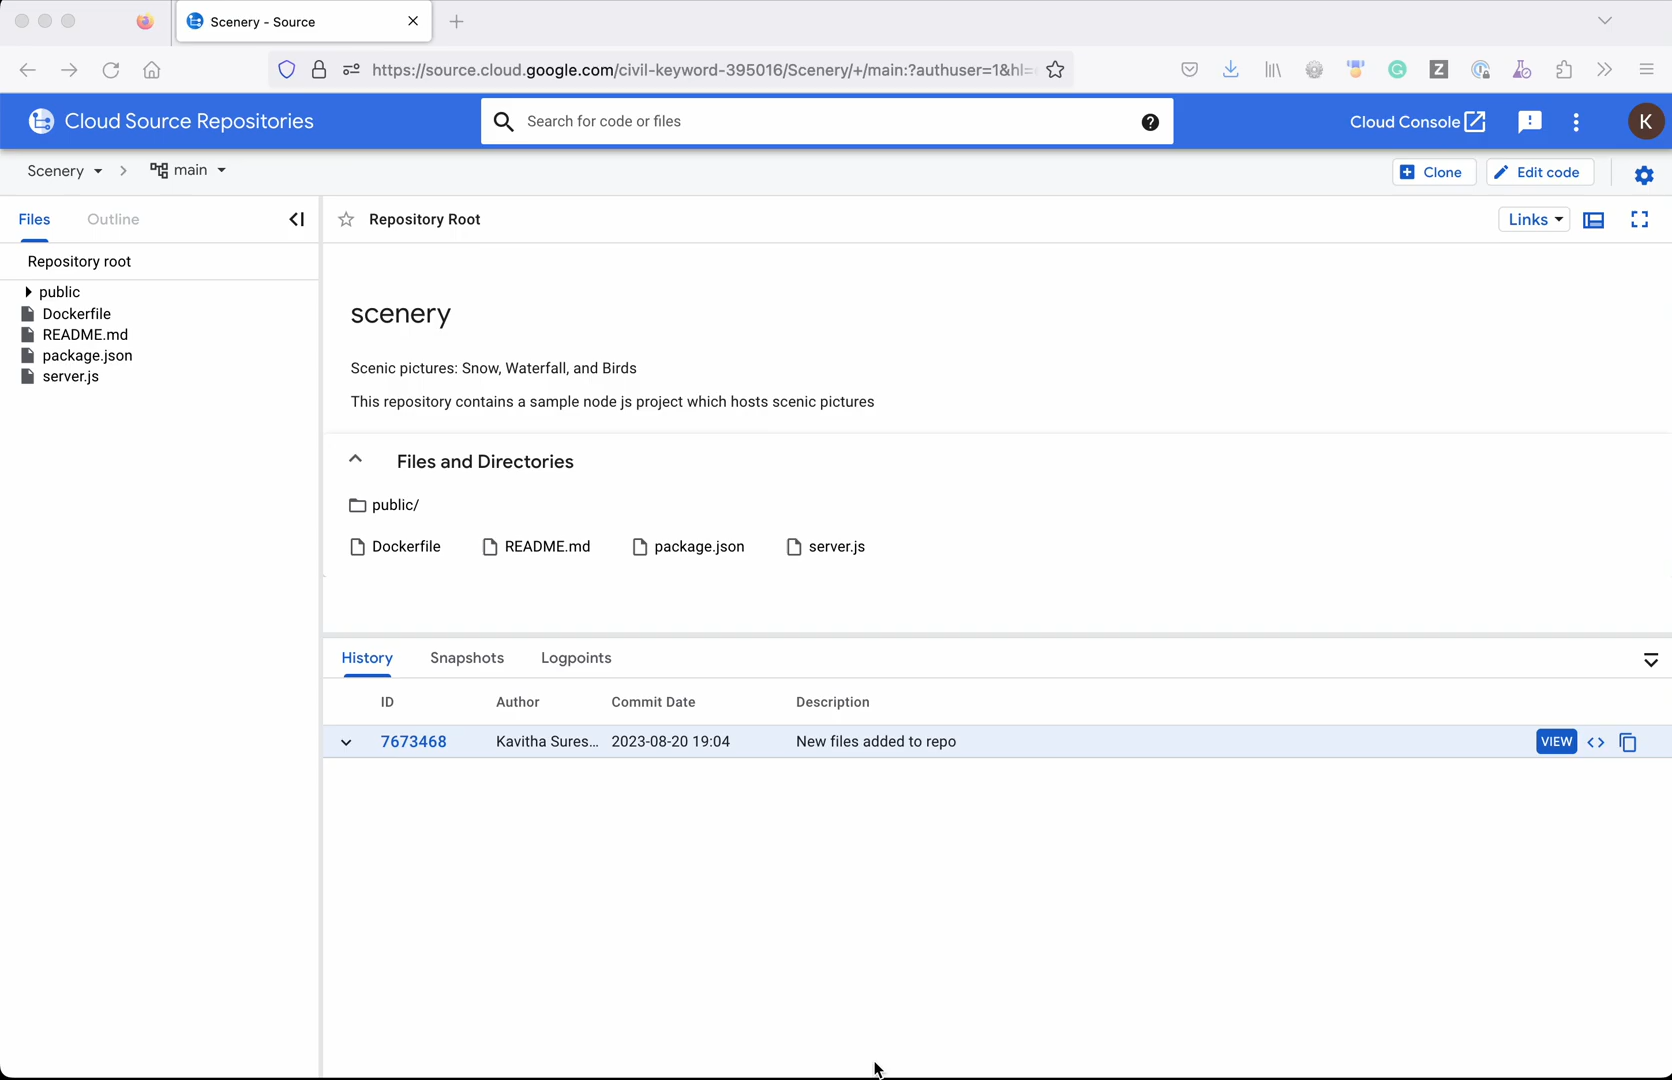 Scenery - Source
https://source.cloud.google.com/civil-keyword-395016/Scenery/+/main:?authuser=1&hl=
Z
Cloud Source Repositories
Search for code or files
?
Cloud Console
K
Scenery
main
Clone
Edit code
Files
Outline
Repository Root
Links
Repository root
public
Dockerfile
README.md
package.json
server.js
scenery
Scenic pictures: Snow, Waterfall, and Birds
This repository contains a sample node js project which hosts scenic pictures
Files and Directories
public/
Dockerfile README.md package.json server.js
History Snapshots Logpoints
ID Author Commit Date Description
7673468 Kavitha Sures... 2023-08-20 19:04 New files added to repo VIEW